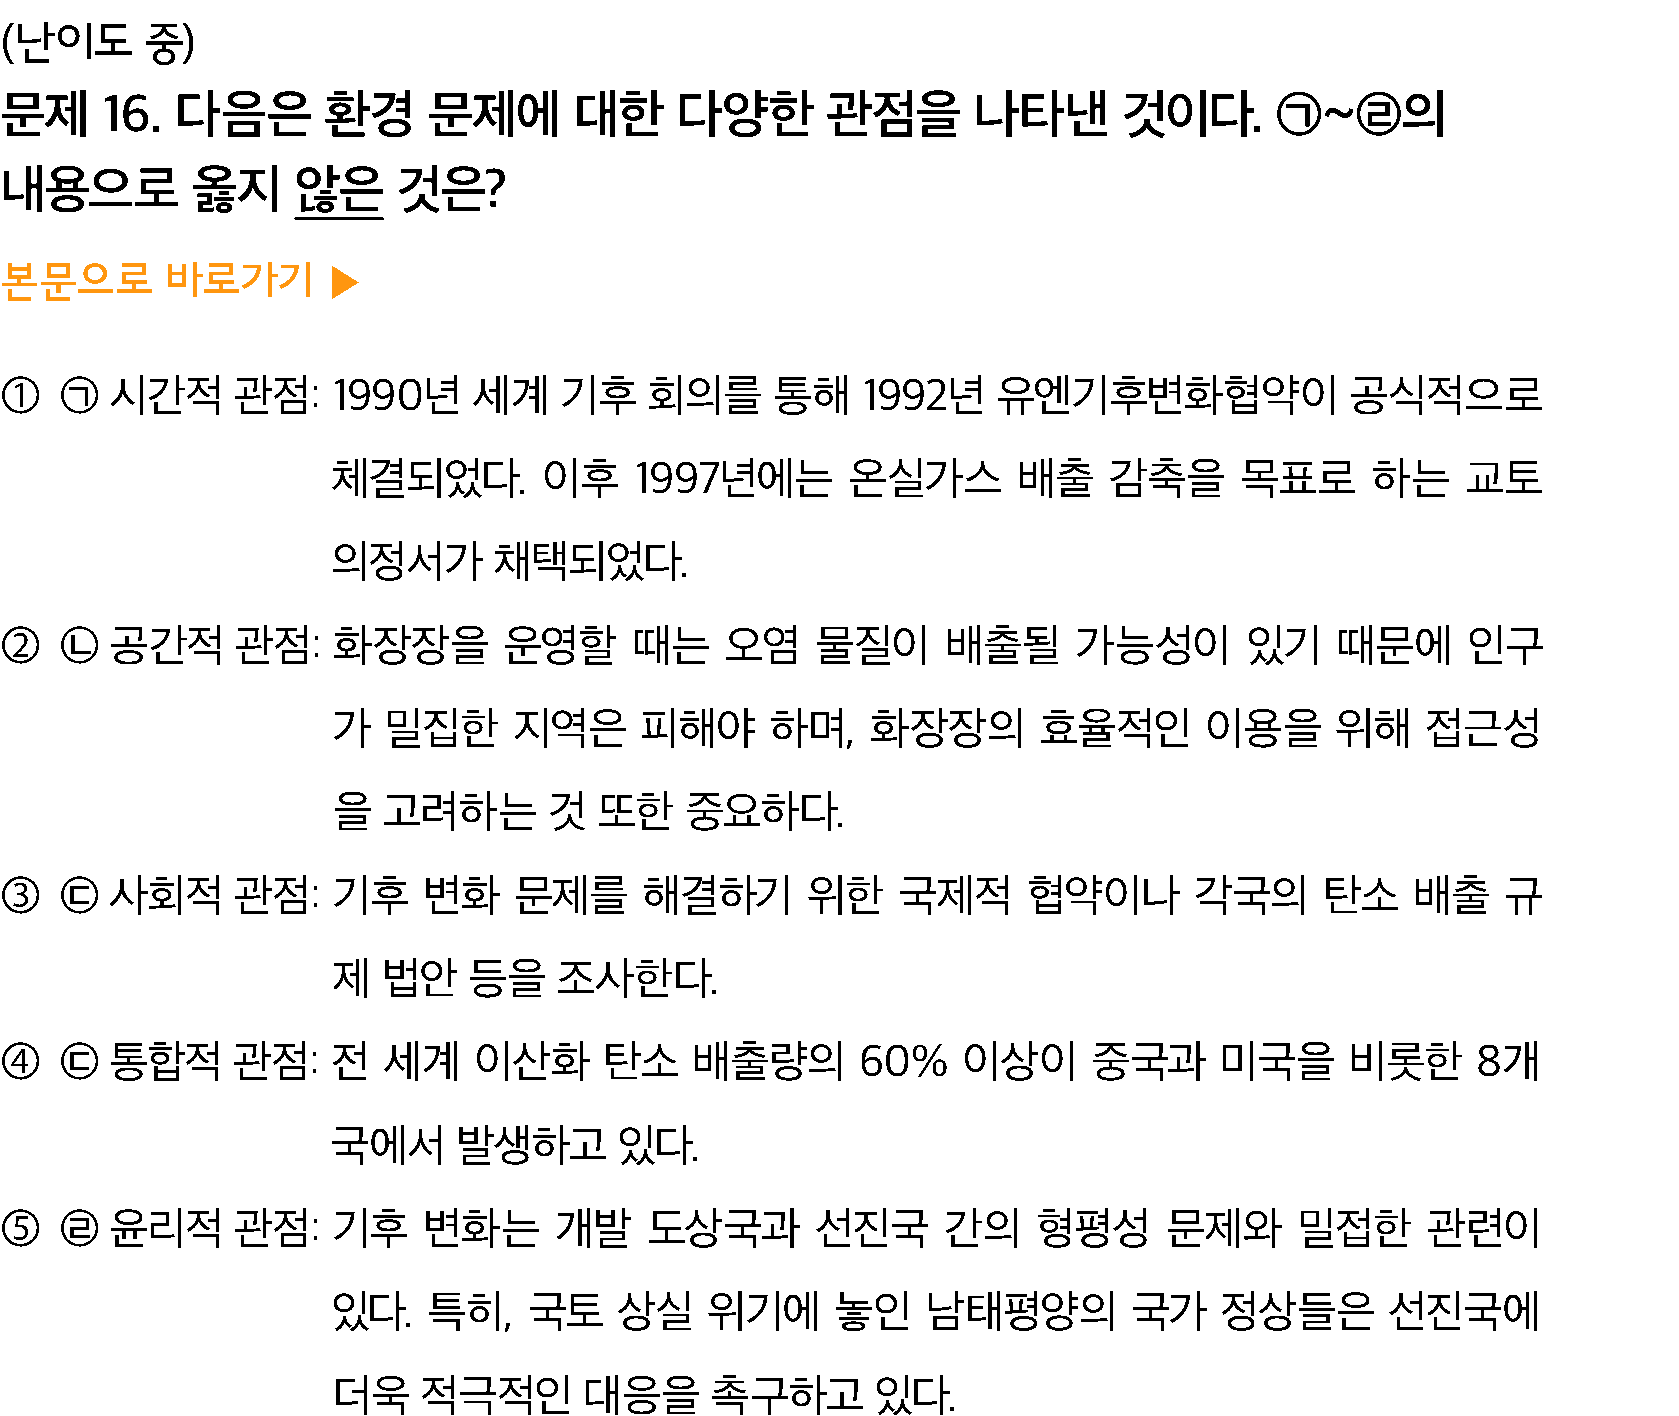 (난이도 중)
문제 16. 다음은 환경 문제에 대한 다양한 관점을 나타낸 것이다. ㉠~㉣의
내용으로 옳지 않은 것은?
본문으로 바로가기 ▶
① ㉠ 시간적 관점: 1990년 세계 기후 회의를 통해 1992년 유엔기후변화협약이 공식적으로
체결되었다. 이후 1997년에는 온실가스 배출 감축을 목표로 하는 교토
의정서가 채택되었다.
② ㉡ 공간적 관점: 화장장을 운영할 때는 오염 물질이 배출될 가능성이 있기 때문에 인구
가 밀집한 지역은 피해야 하며, 화장장의 효율적인 이용을 위해 접근성
을 고려하는 것 또한 중요하다.
③ ㉢ 사회적 관점: 기후 변화 문제를 해결하기 위한 국제적 협약이나 각국의 탄소 배출 규
제 법안 등을 조사한다.
④ ㉢ 통합적 관점: 전 세계 이산화 탄소 배출량의 60% 이상이 중국과 미국을 비롯한 8개
국에서 발생하고 있다.
⑤ ㉣ 윤리적 관점: 기후 변화는 개발 도상국과 선진국 간의 형평성 문제와 밀접한 관련이
있다. 특히, 국토 상실 위기에 놓인 남태평양의 국가 정상들은 선진국에
더욱 적극적인 대응을 촉구하고 있다.